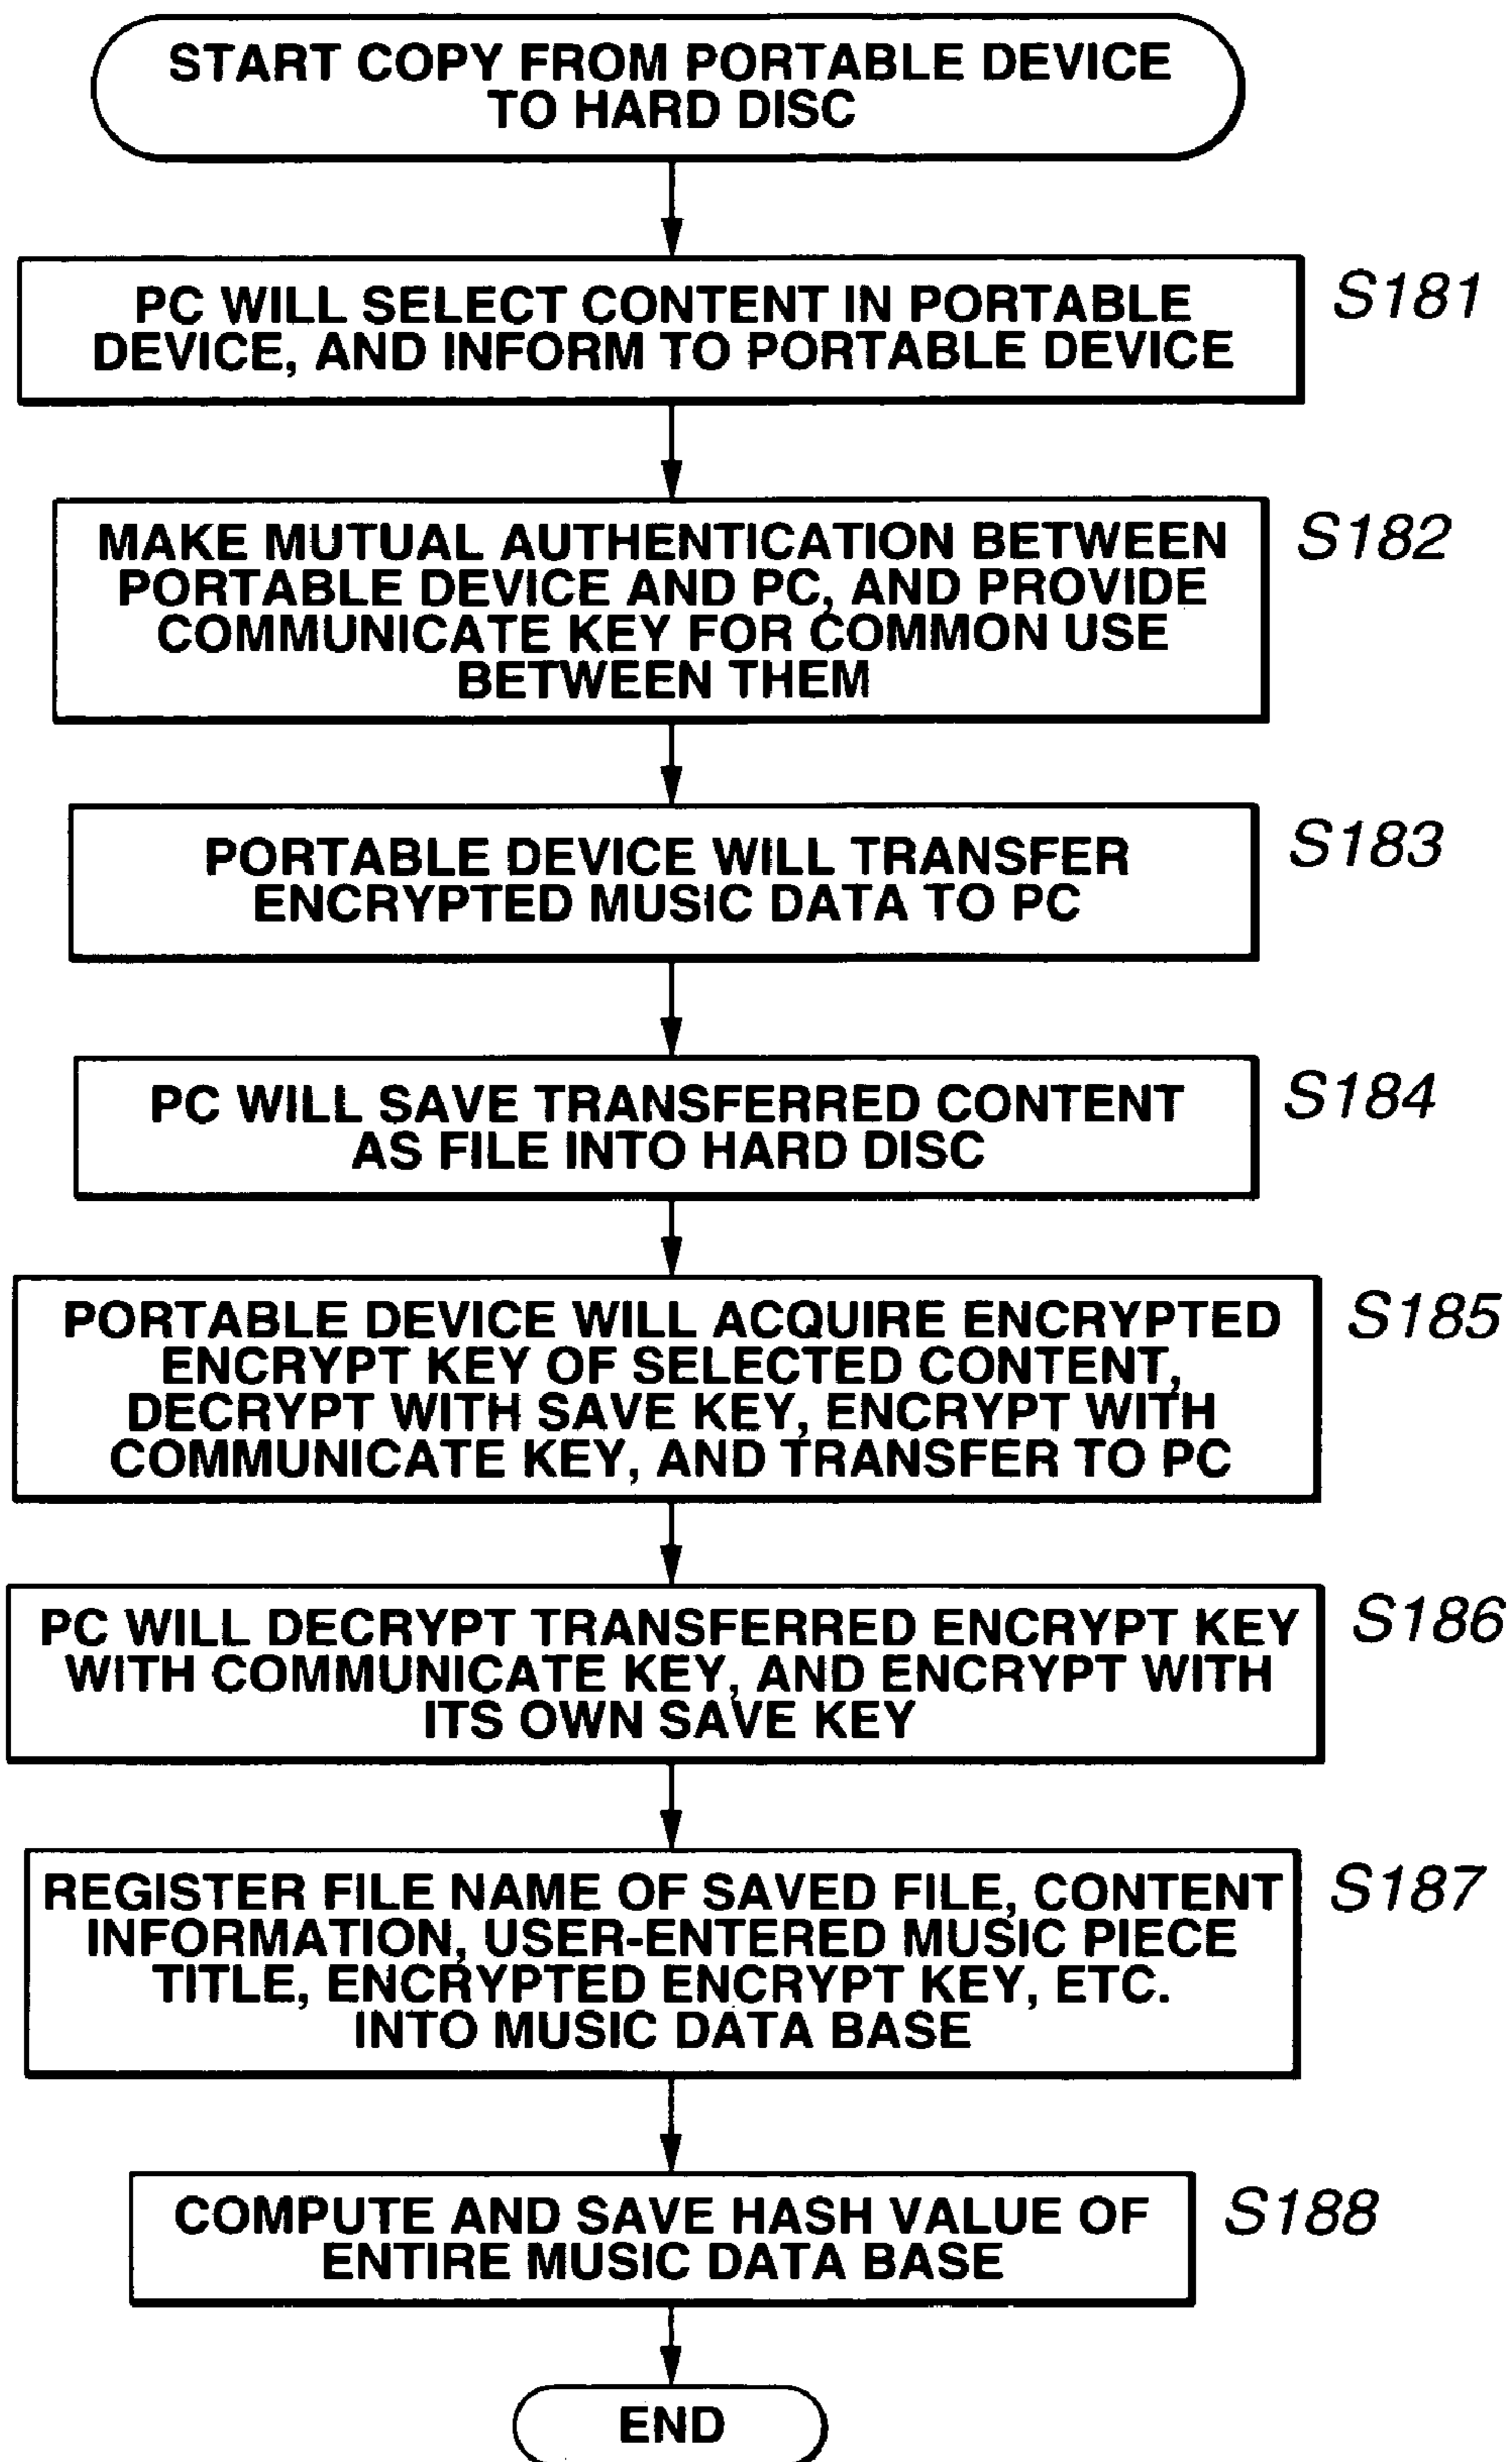 START COPY FROM PORTABLE DEVICE
TO HARD DISC
PC WILL SELECT CONTENT IN PORTABLE
DEVICE, AND INFORM TO PORTABLE DEVICE
S181
MAKE MUTUAL AUTHENTICATION BETWEEN
PORTABLE DEVICE AND PC, AND PROVIDE
COMMUNICATE KEY FOR COMMON USE
BETWEEN THEM
S182
PORTABLE DEVICE WILL TRANSFER
ENCRYPTED MUSIC DATA TO PC
S183
PC WILL SAVE TRANSFERRED CONTENT
AS FILE INTO HARD DISC
S184
PORTABLE DEVICE WILL ACQUIRE ENCRYPTED
ENCRYPT KEY OF SELECTED CONTENT,
DECRYPT WITH SAVE KEY, ENCRYPT WITH
COMMUNICATE KEY, AND TRANSFER TO PC
S185
PC WILL DECRYPT TRANSFERRED ENCRYPT KEY
WITH COMMUNICATE KEY, AND ENCRYPT WITH
ITS OWN SAVE KEY
S186
REGISTER FILE NAME OF SAVED FILE, CONTENT
INFORMATION, USER-ENTERED MUSIC PIECE
TITLE, ENCRYPTED ENCRYPT KEY, ETC.
INTO MUSIC DATA BASE
S187
COMPUTE AND SAVE HASH VALUE OF
ENTIRE MUSIC DATA BASE
S188
END